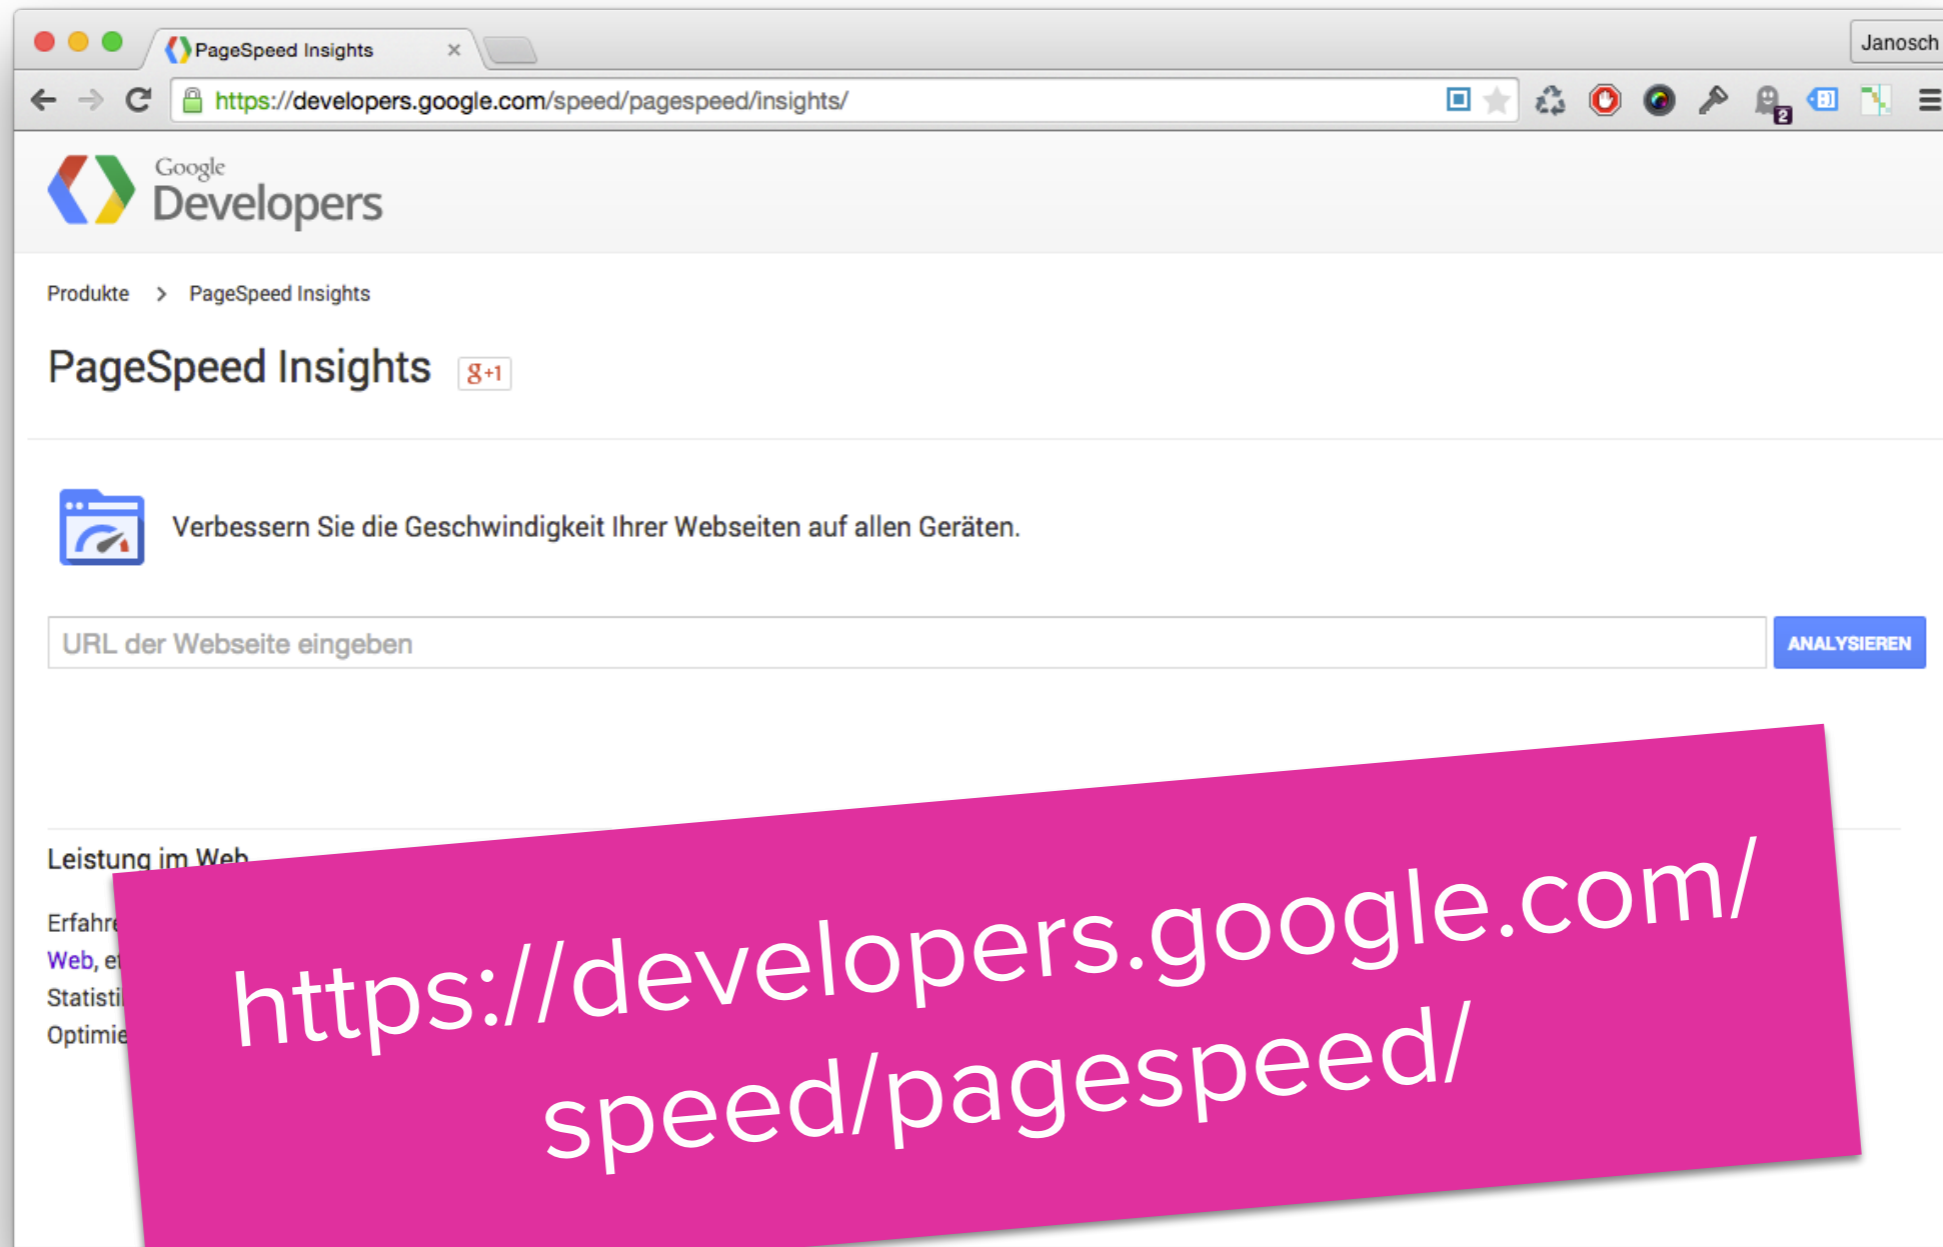 PageSpeed Insights
Janosch
https://developers.google.com/speed/pagespeed/insights/
2
Google
Developers
Produkte > PageSpeed Insights
PageSpeed Insights g+1
Verbessern Sie die Geschwindigkeit Ihrer Webseiten auf allen Geräten.
URL der Webseite eingeben
ANALYSIEREN
Leistung im Web
Web,
https://developers.google.com/
speed/pagespeed/